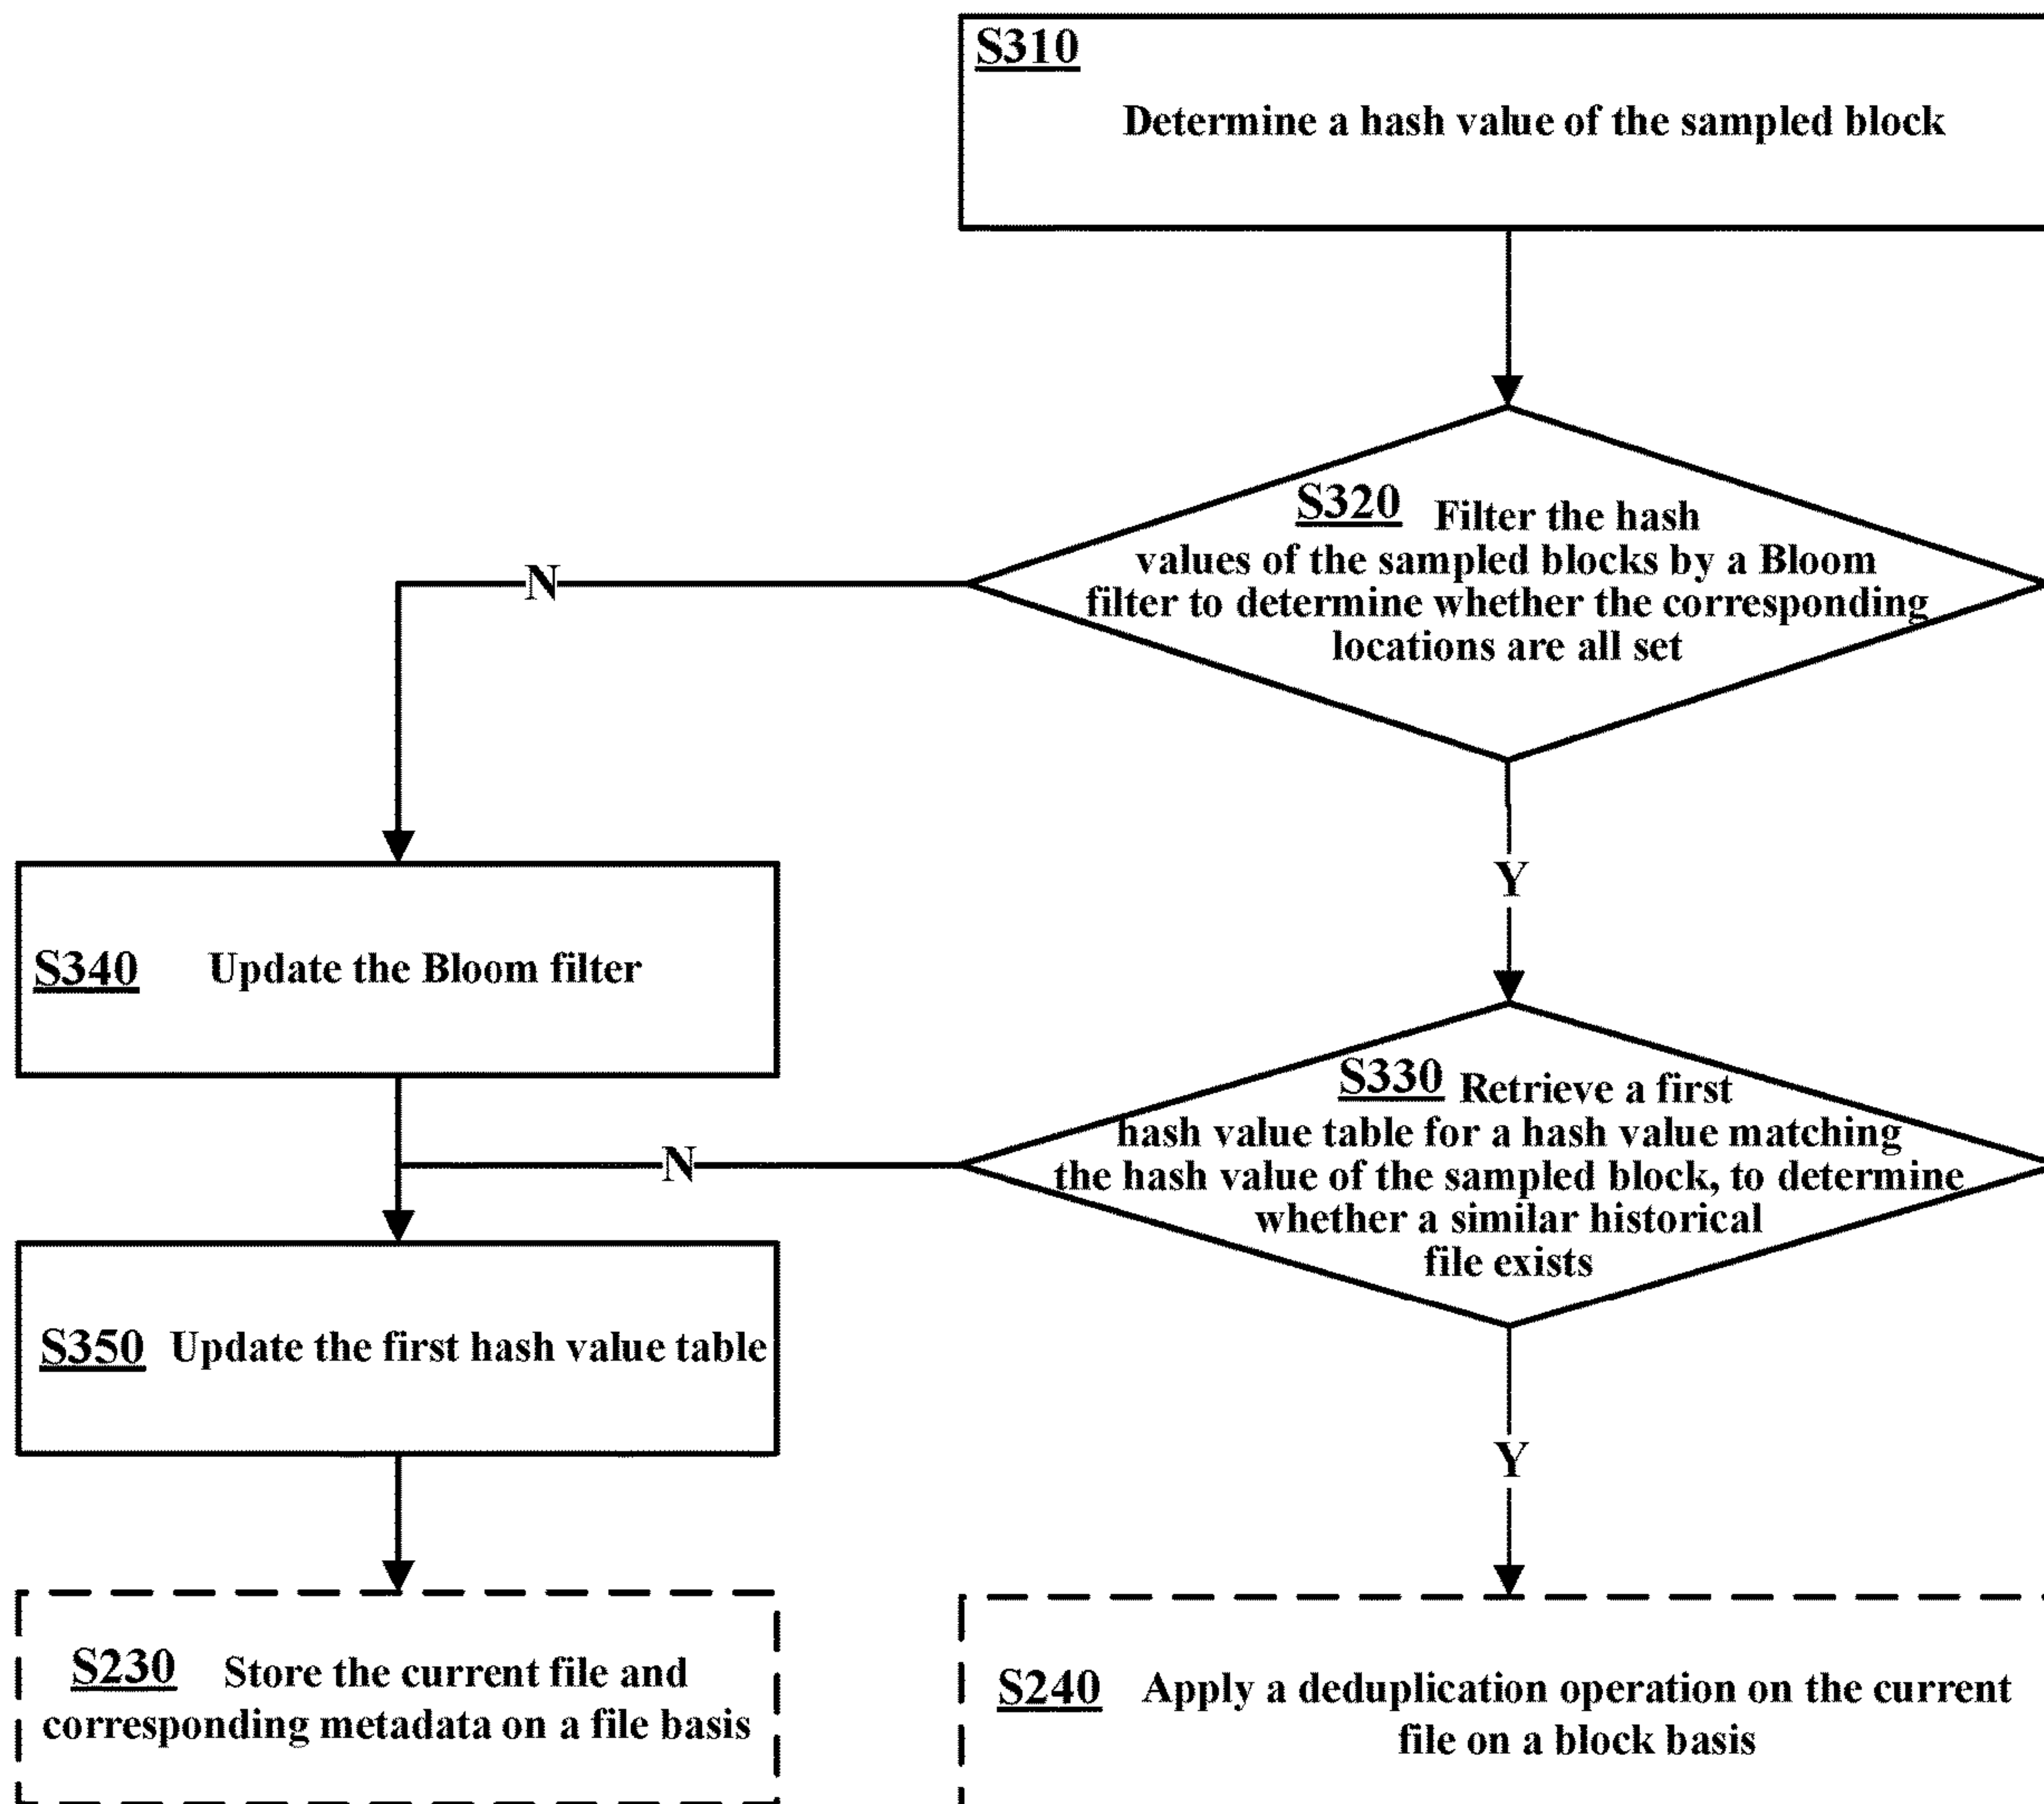 S310
Determine a hash value of the sampled block
S320 Filter the hash
values of the sampled blocks by a Bloom
filter to determine whether the corresponding
locations are all set
N
Y
S340 Update the Bloom filter
S330 Retrieve a first
hash value table for a hash value matching
the hash value of the sampled block, to determine
whether a similar historical
file exists
N
S350 Update the first hash value table
Y
S230 Store the current file and
corresponding metadata on a file basis
S240 Apply a deduplication operation on the current
file on a block basis